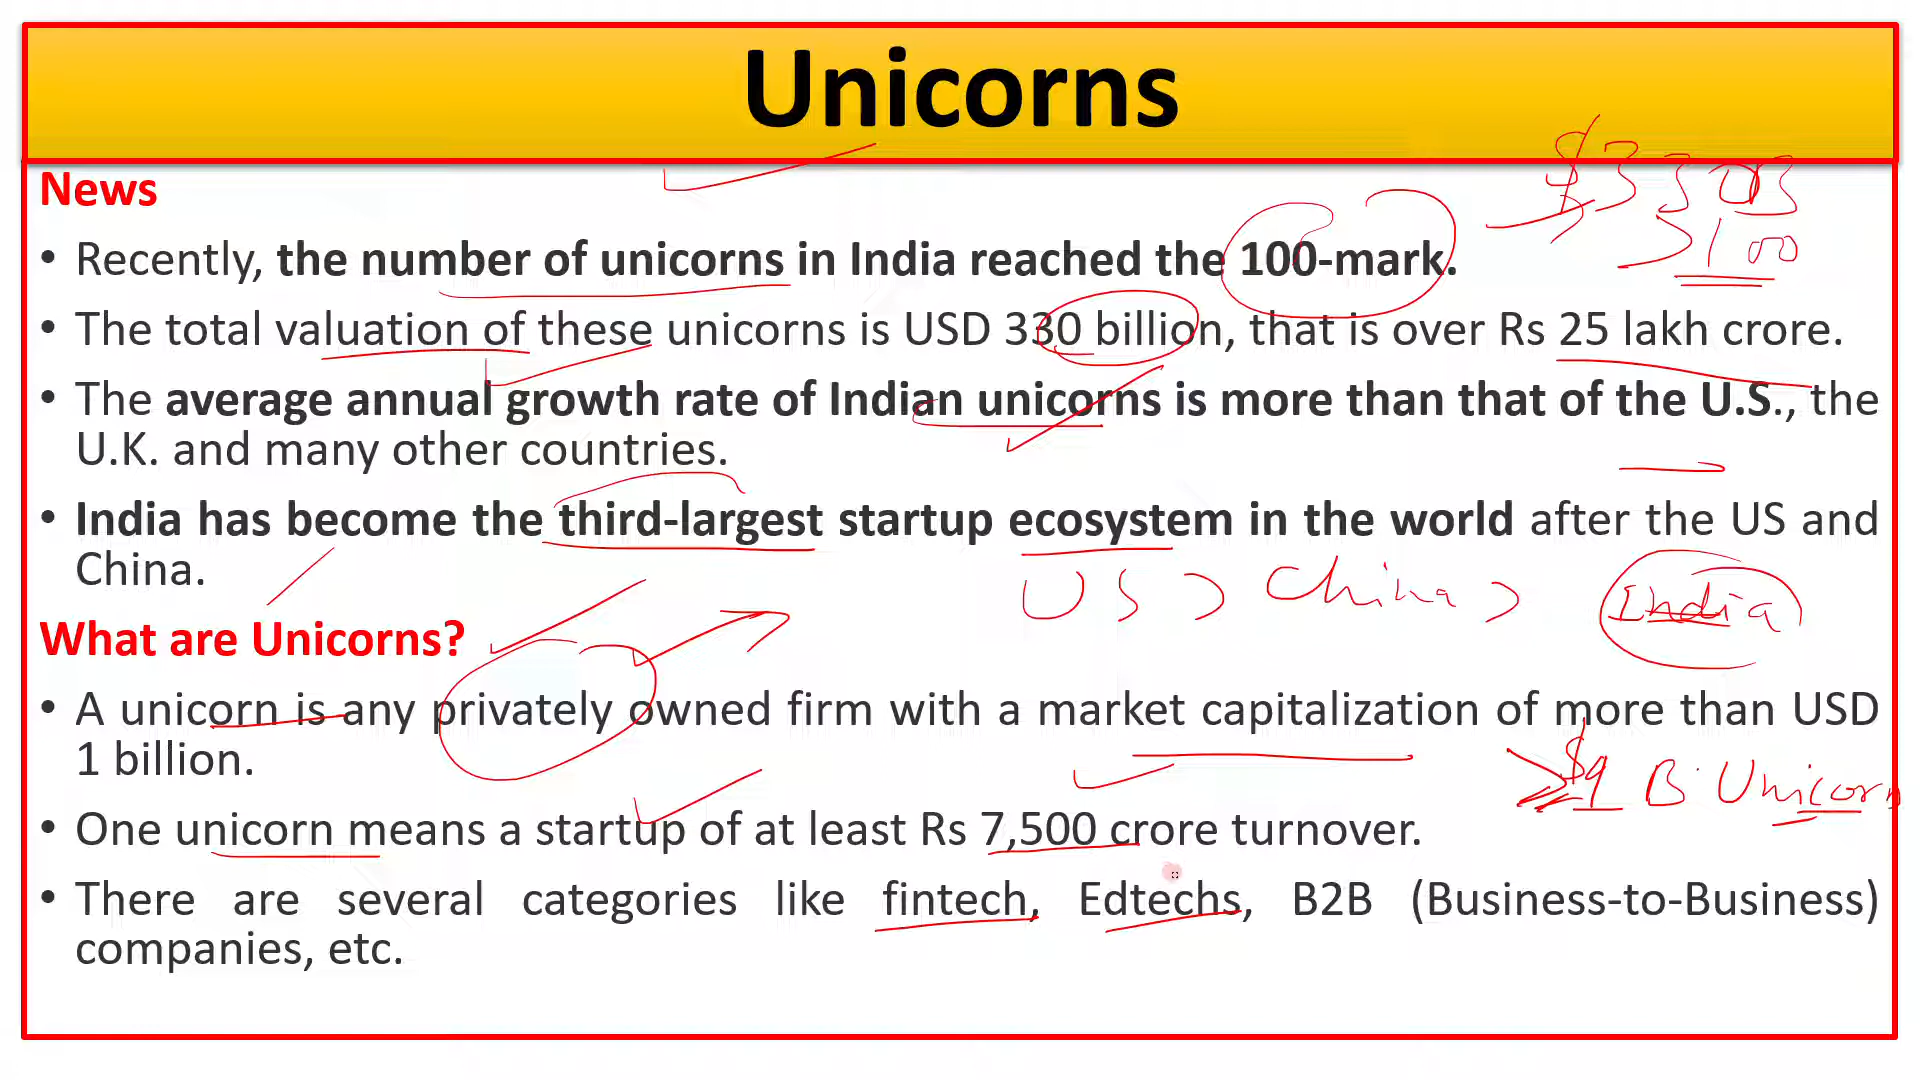 Unicorns
News
• Recently, the number of unicorns in India reached the 100-mark.
• The total valuation of these unicorns is USD 330 billion, that is over Rs 25 lakh crore.
• The average annual growth rate of Indian unicorns is more than that of the U.S., the
U.K. and many other countries.
• India has become the third-largest startup ecosystem in the world after the US and
China.
US > China > India
What are Unicorns?
• A unicorn is any privately owned firm with a market capitalization of more than USD
1 billion.
B. Unicorn
• One unicorn means a startup of at least Rs 7,500 crore turnover.
• There are several categories like fintech, Edtechs, B2B (Business-to-Business)
companies, etc.